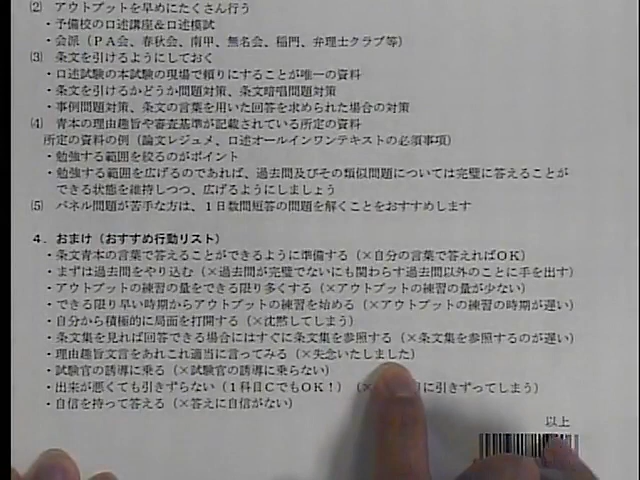 ⑵ アウトプットを早めにたくさん行う
・予備校の口述講座＆口述模試
・会派（ＰＡ会、春秋会、南甲、無名会、稲門、弁理士クラブ等）
⑶ 条文を引けるようにしておく
・口述試験の本試験の現場で頼りにすることが唯一の資料
・条文を引けるかどうか問題対策、条文暗唱問題対策
・事例問題対策、条文の言葉を用いた回答を求められた場合の対策
⑷ 青本の理由趣旨や審査基準が記載されている所定の資料
所定の資料の例（論文レジュメ、口述オールインワンテキストの必須事項）
・勉強する範囲を絞るのがポイント
・勉強する範囲を広げるのであれば、過去問及びその類似問題については完璧に答えることが
できる状態を維持しつつ、広げるようにしましょう
⑸ パネル問題が苦手な方は、１日数問短答の問題を解くことをおすすめします
４．おまけ（おすすめ行動リスト）
・条文青本の言葉で答えることができるように準備する（×自分の言葉で答えればOK）
・まずは過去問をやり込む（×過去問が完璧でないにも関わらす過去問以外のことに手を出す）
・アウトプットの練習の量をできる限り多くする（×アウトプットの練習の量が少ない）
・できる限り早い時期からアウトプットの練習を始める（×アウトプットの練習の時期が遅い）
・自分から積極的に局面を打開する（×沈黙してしまう）
・条文集を見れば回答できる場合にはすぐに条文集を参照する（×条文集を参照するのが遅い）
・理由趣旨文言をあれこれ適当に言ってみる（×失念いたしました）
・試験官の誘導に乗る（×試験官の誘導に乗らない）
・出来が悪くても引きずらない（１科目ＣでもOK！）（× に引きずってしまう）
・自信を持って答える（×答えに自信がない）
以上